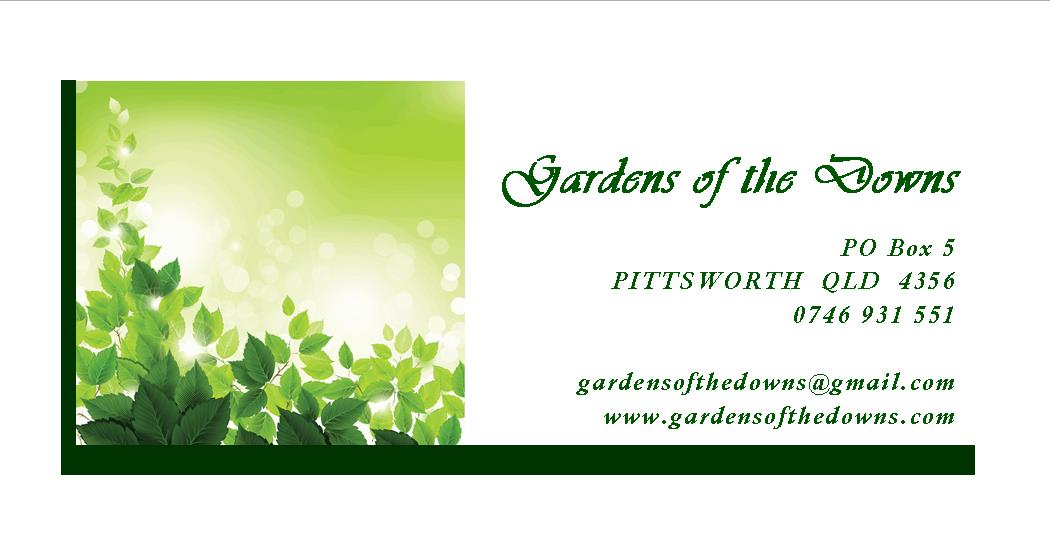 Gardens of the Downs
PO Box 5
PITTSWORTH QLD 4356
0746 931 551
gardensofthedowns@gmail.com
www.gardensofthedowns.com